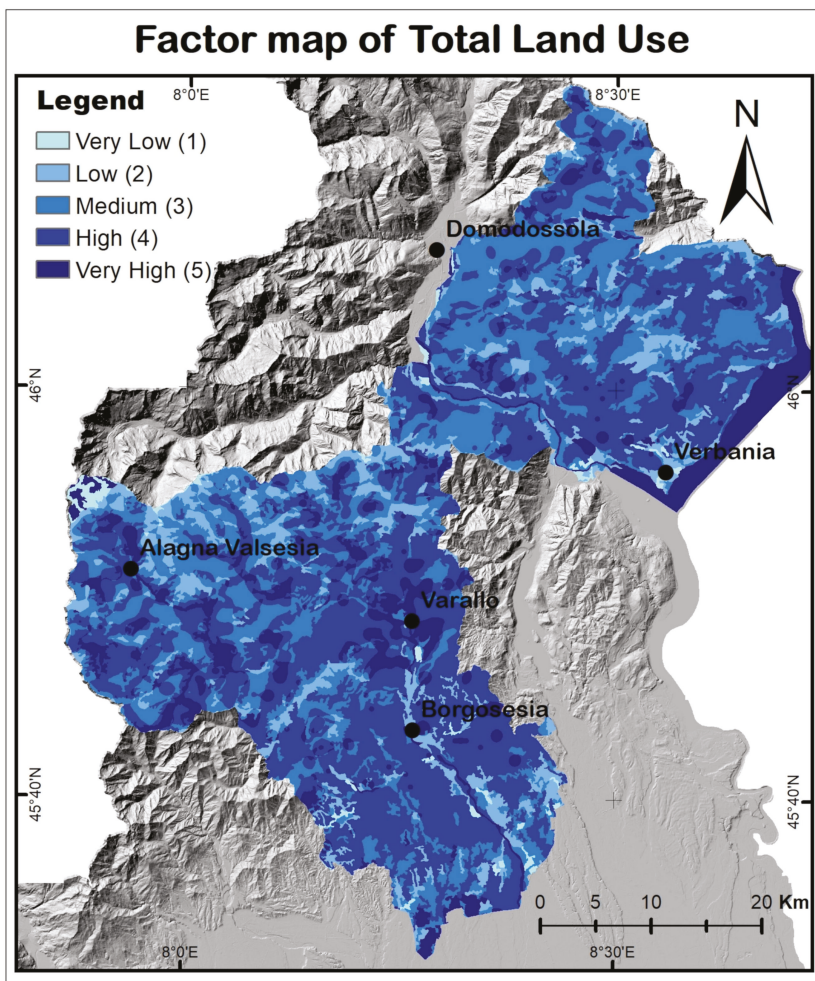 Factor map of Total Land Use
8°0'E
8°30'E
Legend
Very Low (1)
Low (2)
Medium (3)
High (4)
Very High (5)
N
Domodossola
46°N
46°N
Verbania
Alagna Valsesia
Varallo
Borgosesia
45°40'N
45°40'N
0 5 10 20 Km
8°0'E
8°30'E